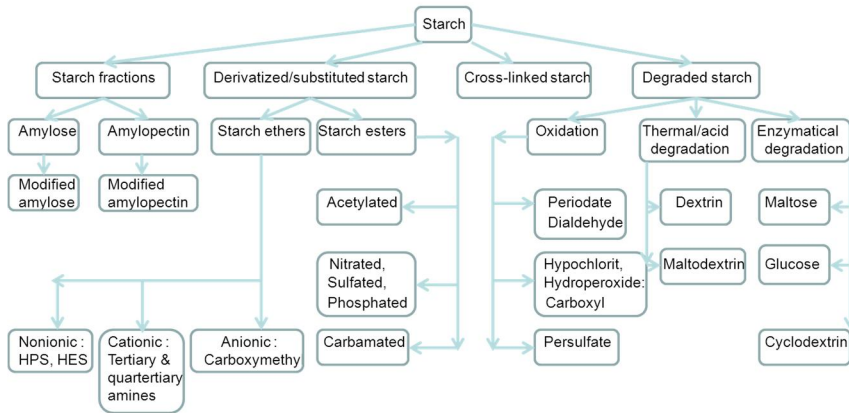 Starch
Starch fractions
Derivatized/substituted starch
Cross-linked starch
Degraded starch
Amylose
Amylopectin
Starch ethers
Starch esters
Oxidation
Thermal/acid
degradation
Enzymatical
degradation
Modified
amylose
Modified
amylopectin
Acetylated
Periodate
Dialdehyde
Dextrin
Maltose
Nitrated,
Sulfated,
Phosphated
Hypochlorit,
Hydroperoxide:
Carboxyl
Maltodextrin
Glucose
Nonionic :
HPS, HES
Cationic :
Tertiary &
quartertiary
amines
Anionic :
Carboxymethy
Carbamated
Persulfate
Cyclodextrin